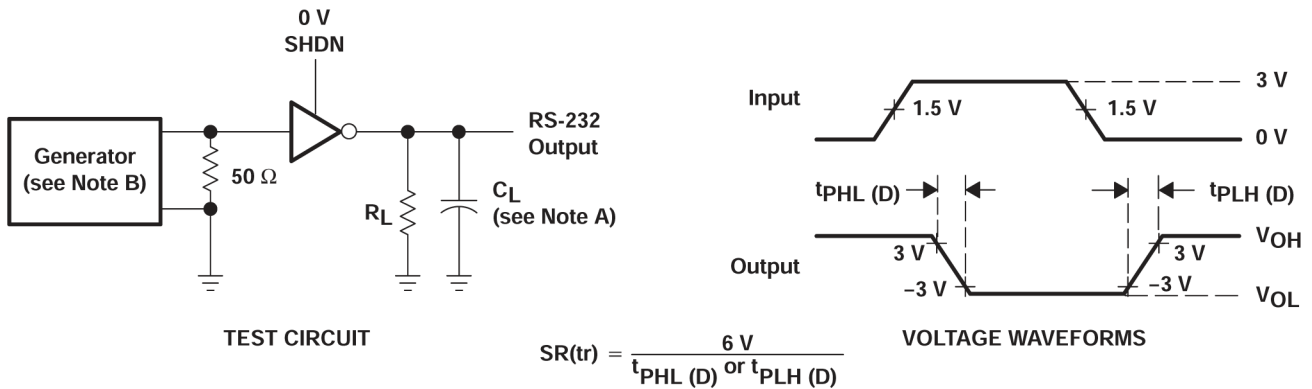 0 V
SHDN
Generator
(see Note B)
50 Ω
RS-232
Output
RL
CL
(see Note A)
TEST CIRCUIT
Input
1.5 V
1.5 V
3 V
0 V
tPHL (D)
tPLH (D)
Output
3 V
–3 V
3 V
–3 V
VOH
VOL
VOLTAGE WAVEFORMS
SR(tr) = 6 V
tPHL (D) or tPLH (D)